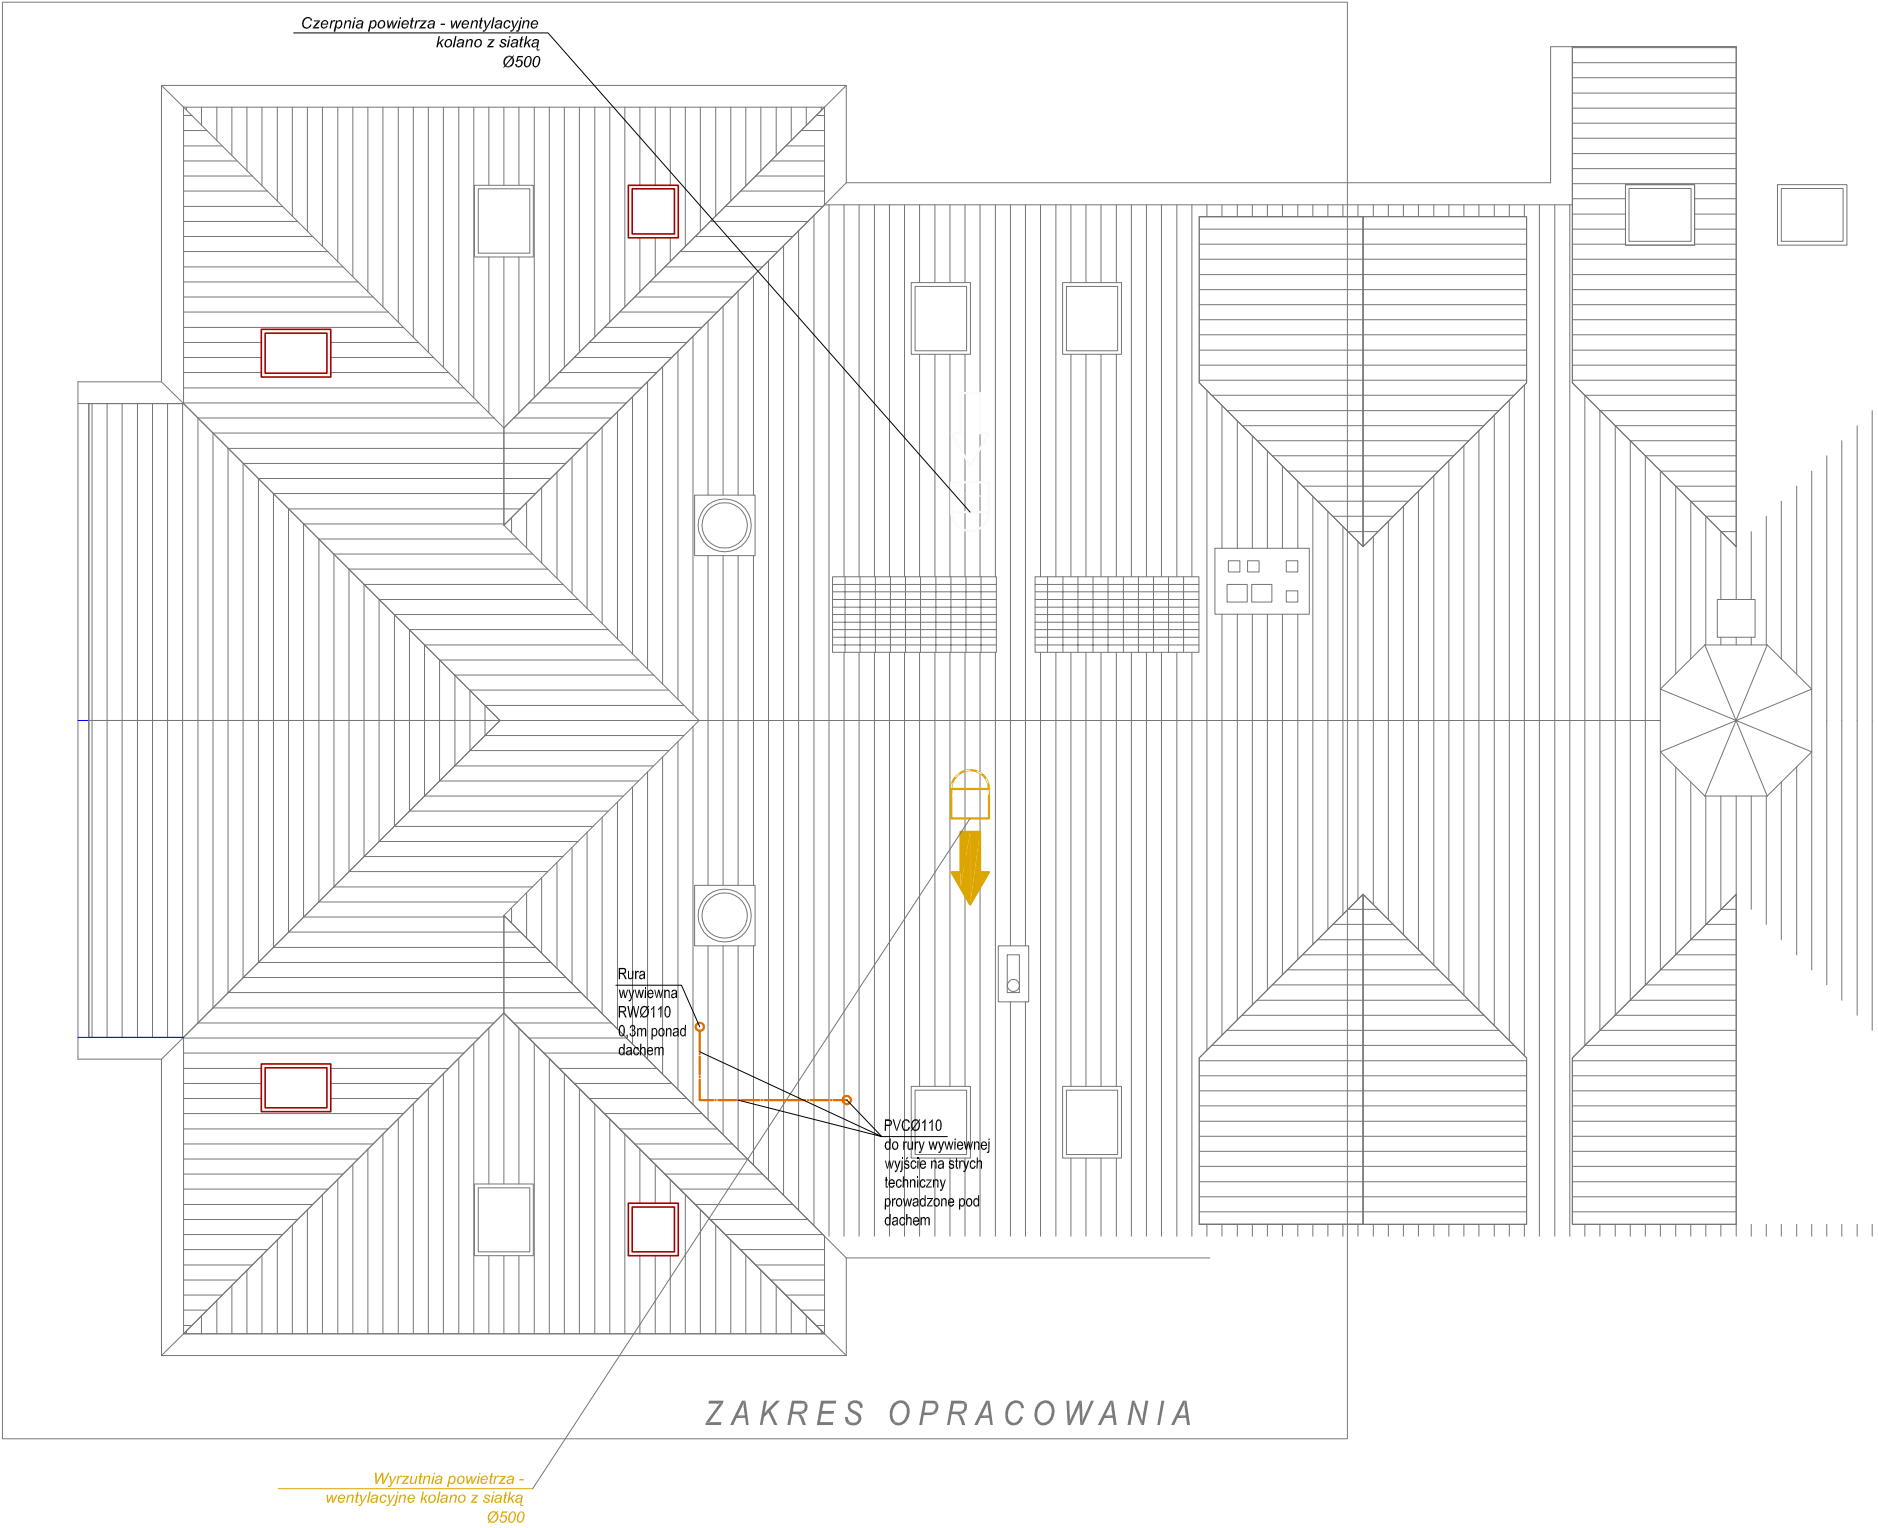 Czerpnia powietrza - wentylacyjne
kolano z siatką
Ø500
Rura
wywiewna
RWØ110
0,3m ponad
dachem
PVCØ110
do rury wywiewnej
wyjście na strych
techniczny
prowadzone pod
dachem
ZAKRES OPRACOWANIA
Wyrzutnia powietrza -
wentylacyjne kolano z siatką
Ø500